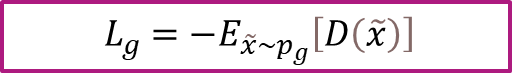 L_g = −E_{x̃∼p_g}[D(x̃)]